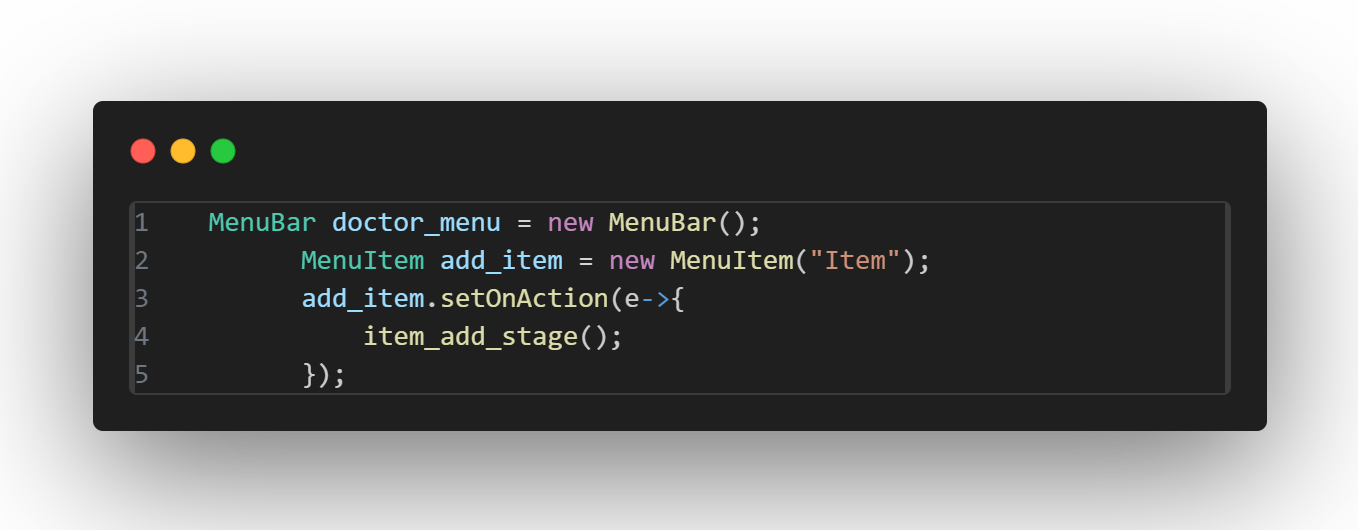 1    MenuBar doctor_menu = new MenuBar();
2          MenuItem add_item = new MenuItem("Item");
3          add_item.setOnAction(e->{
4              item_add_stage();
5          });